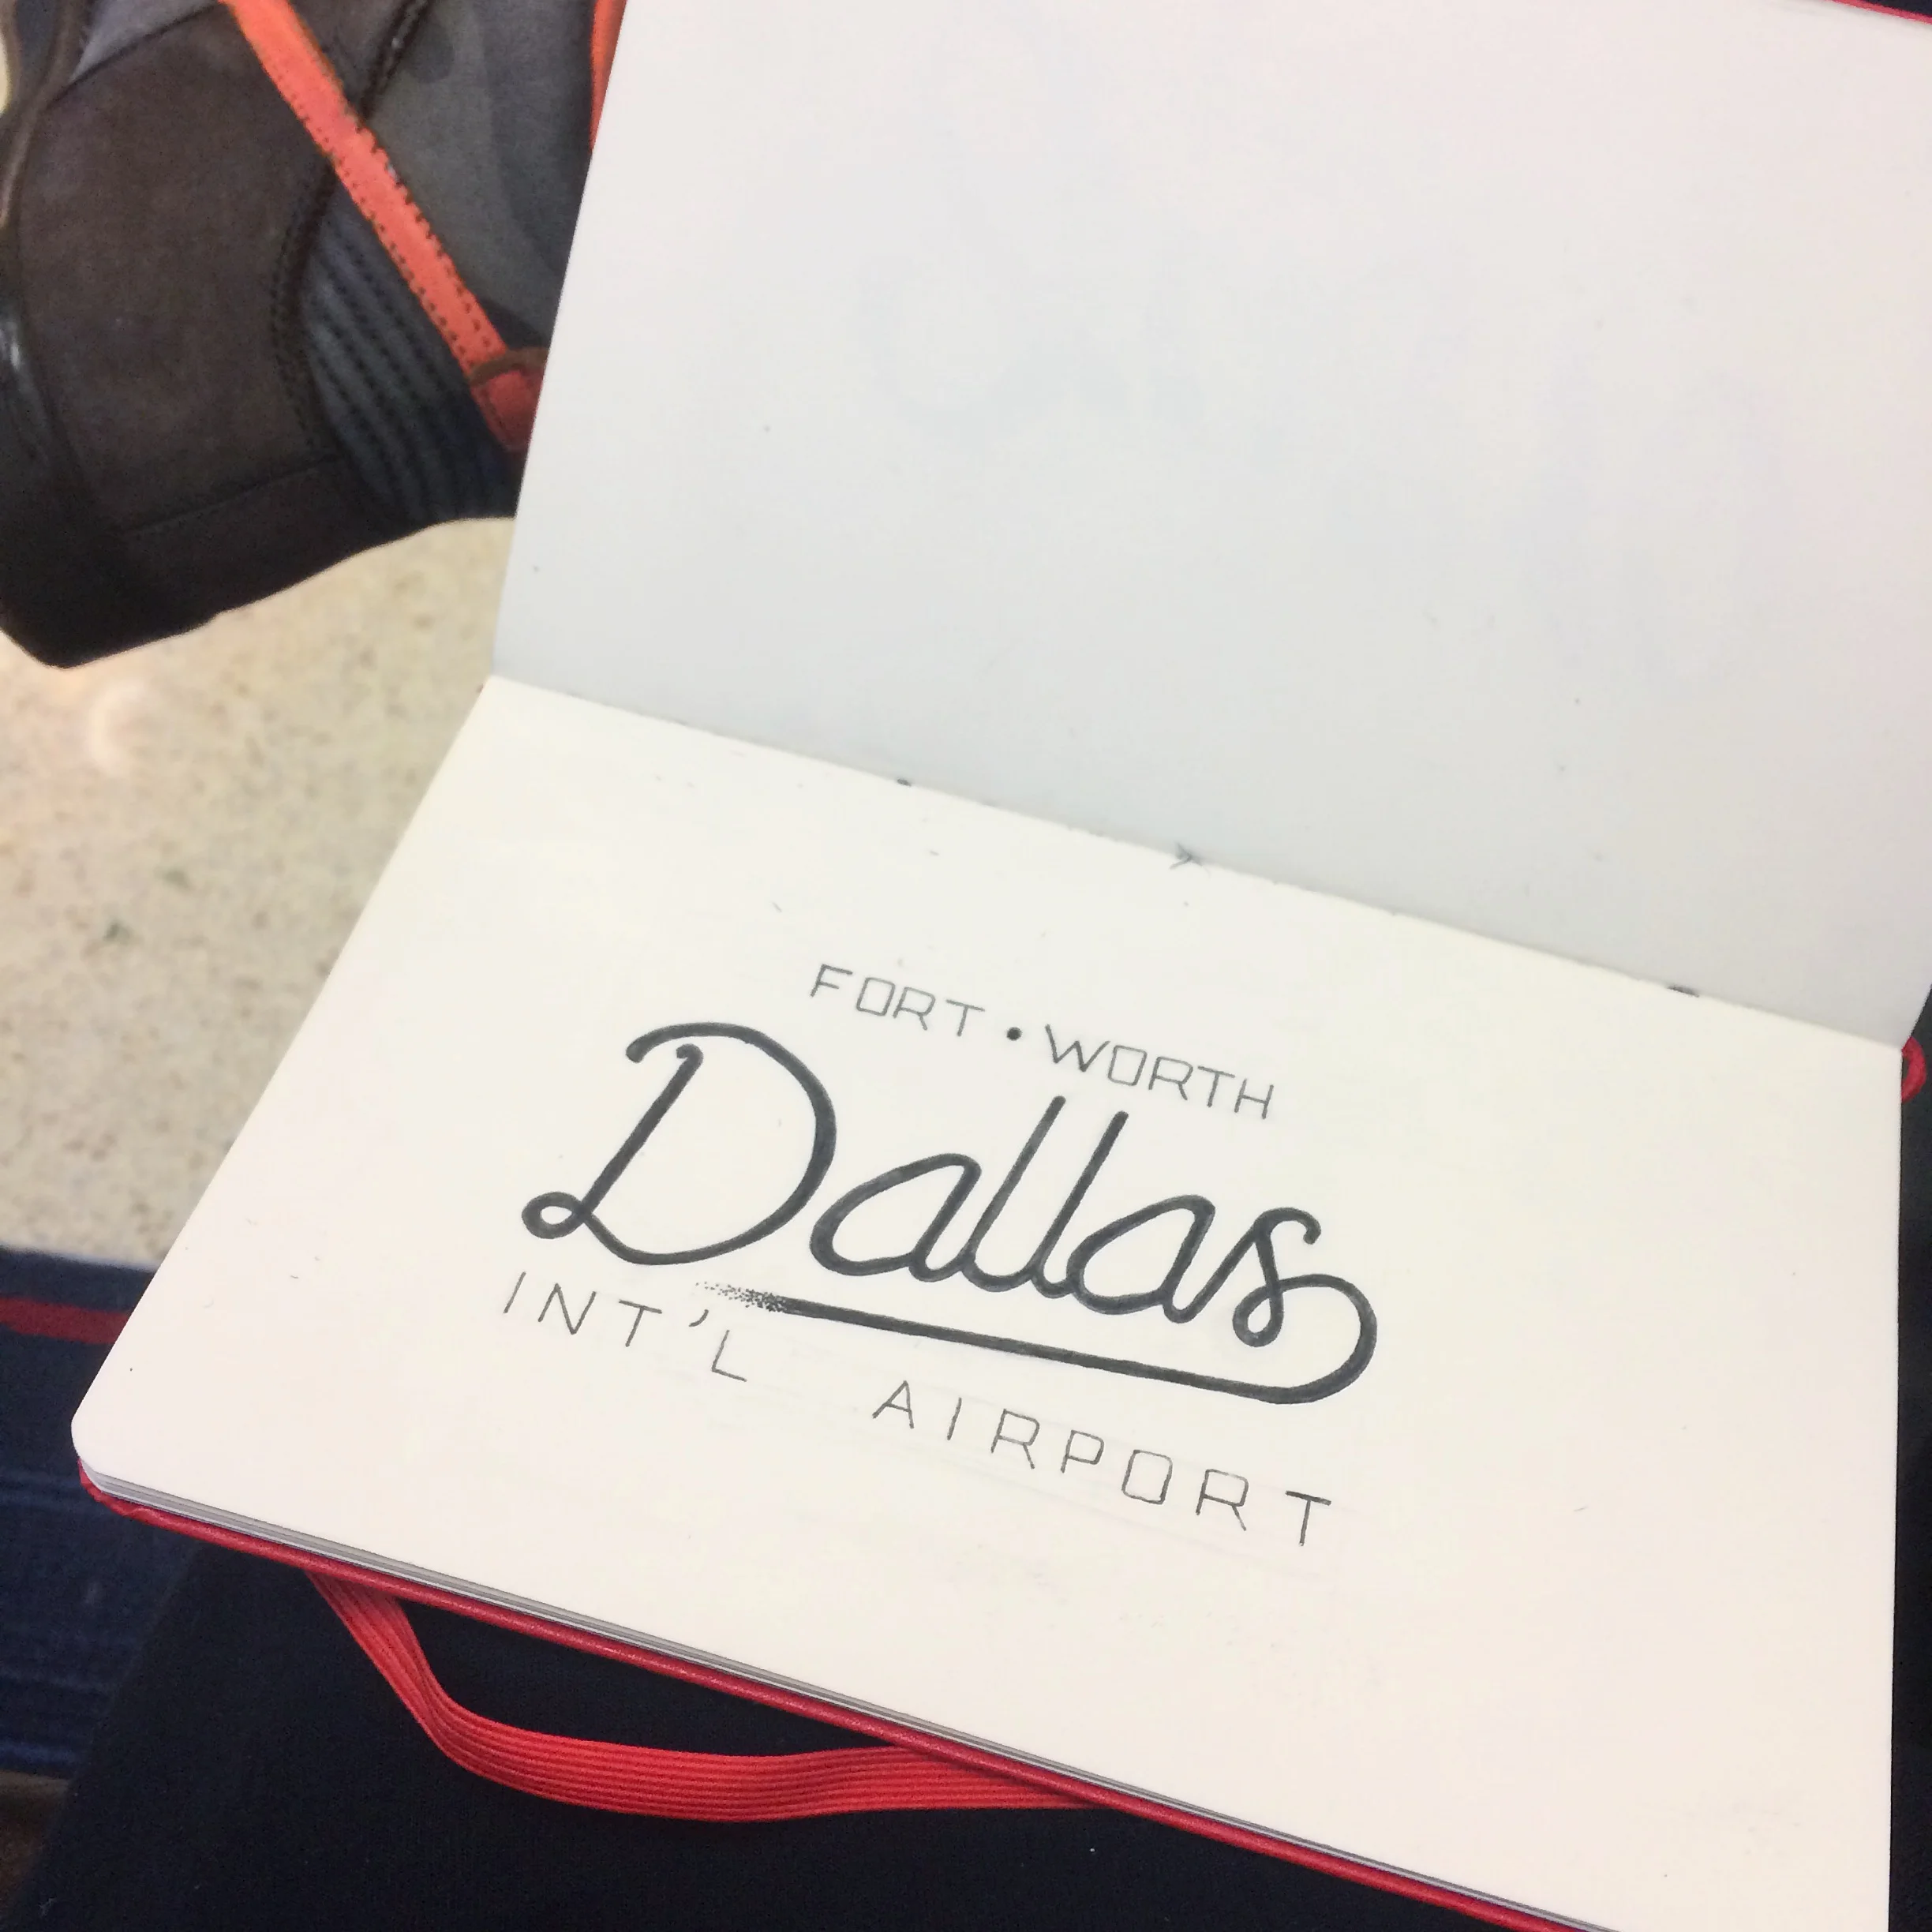 FORT • WORTH
Dallas
INT'L AIRPORT